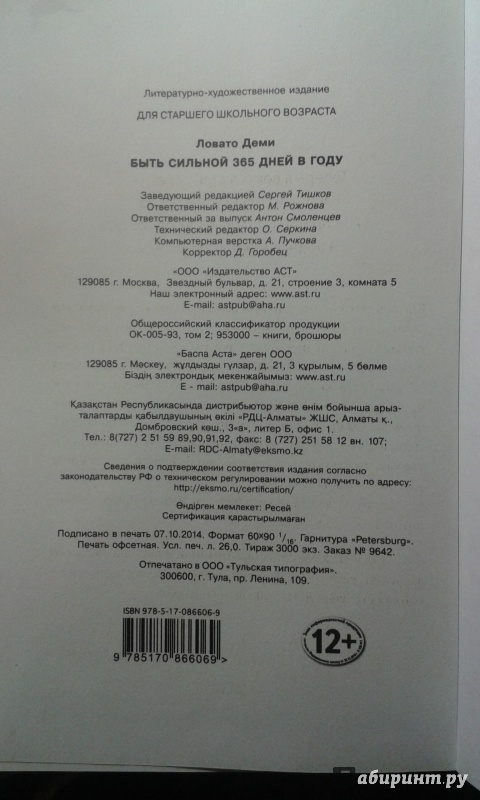 Литературно-художественное издание
ДЛЯ СТАРШЕГО ШКОЛЬНОГО ВОЗРАСТА
Ловато Деми
БЫТЬ СИЛЬНОЙ 365 ДНЕЙ В ГОДУ
Заведующий редакцией Сергей Тишков
Ответственный редактор М. Рожнова
Ответственный за выпуск Антон Смоленцев
Технический редактор О. Серкина
Компьютерная верстка А. Пучкова
Корректор Д. Горобец
«ООО «Издательство АСТ»
129085 г. Москва, Звездный бульвар, д. 21, строение 3, комната 5
Наш электронный адрес: www.ast.ru
E-mail: astpub@aha.ru
Общероссийский классификатор продукции
ОК-005-93, том 2; 953000 – книги, брошюры
«Баспа Аста» деген ООО
129085 г. Мәскеу, жұлдызды гүлзар, д. 21, 3 құрылым, 5 бөлме
Біздің электрондық мекенжайымыз: www.ast.ru
E - mail: astpub@aha.ru
Қазақстан Республикасында дистрибьютор және өнім бойынша арыз-
талаптарды қабылдаушының өкілі «РДЦ-Алматы» ЖШС, Алматы қ.,
Домбровский көш., 3«а», литер Б, офис 1.
Тел.: 8(727) 2 51 59 89,90,91,92, факс: 8 (727) 251 58 12 вн. 107;
E-mail: RDC-Almaty@eksmo.kz
Сведения о подтверждении соответствия издания согласно
законодательству РФ о техническом регулировании можно получить по адресу:
http://eksmo.ru/certification/
Өндірген мемлекет: Ресей
Сертификация қарастырылмаған
Подписано в печать 07.10.2014. Формат 60x90 1/16. Гарнитура «Petersburg».
Печать офсетная. Усл. печ. л. 26,0. Тираж 3000 экз. Заказ № 9642.
Отпечатано в ООО «Тульская типография».
300600, г. Тула, пр. Ленина, 109.
ISBN 978-5-17-086606-9
9 785170 866069 >
12+
абиринт.ру